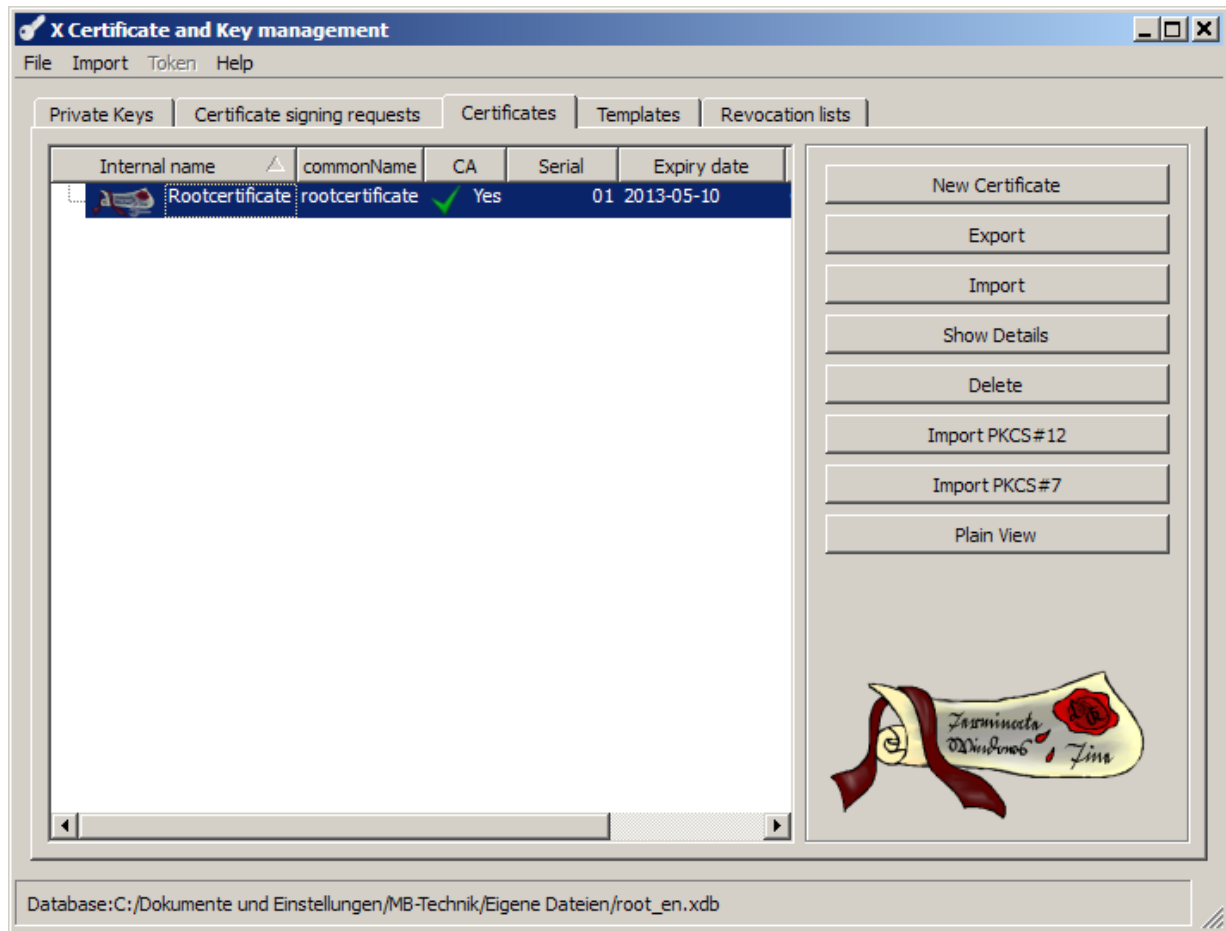 X Certificate and Key management
File Import Token Help
Private Keys Certificate signing requests Certificates Templates Revocation lists
Internal name commonName CA Serial Expiry date
Rootcertificate rootcertificate Yes 01 2013-05-10
New Certificate
Export
Import
Show Details
Delete
Import PKCS#12
Import PKCS#7
Plain View
Windows
Database:C:/Dokumente und Einstellungen/MB-Technik/Eigene Dateien/root_en.xdb